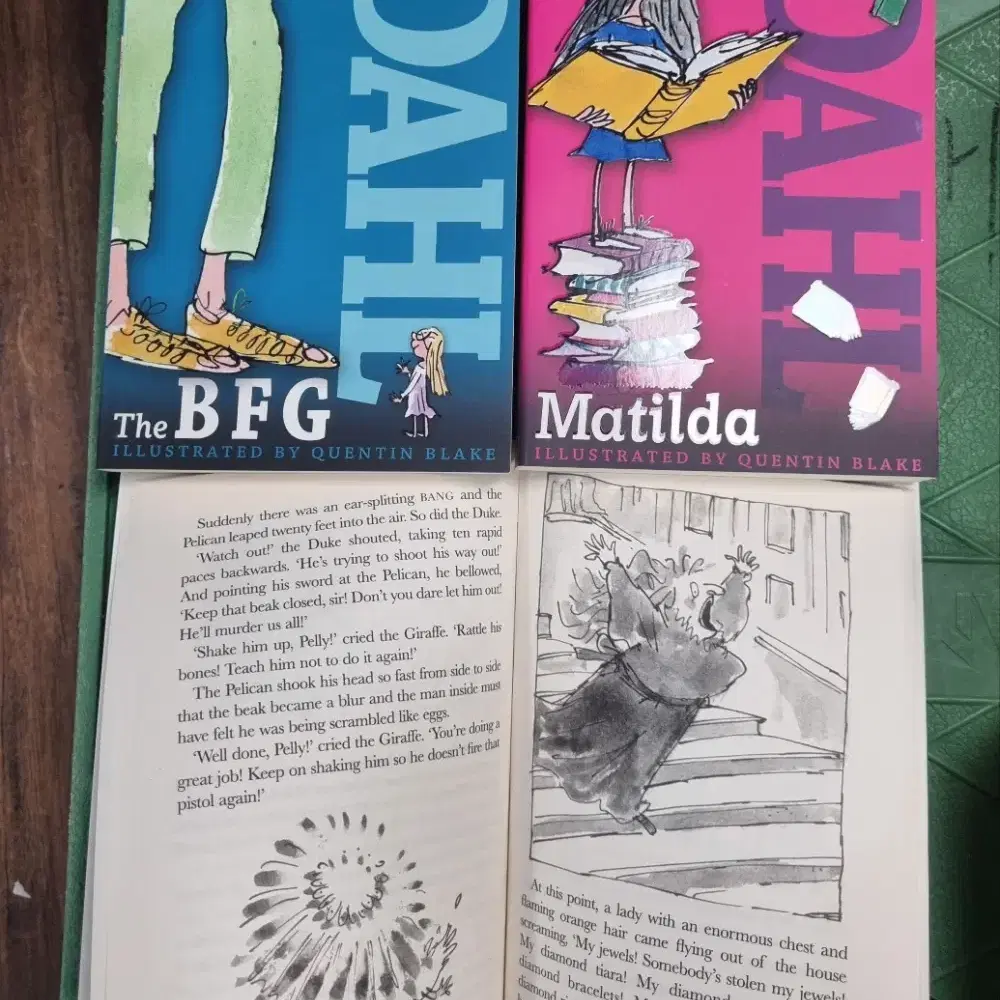 DAHL
The BFG
ILLUSTRATED BY QUENTIN BLAKE
DAHL
Matilda
ILLUSTRATED BY QUENTIN BLAKE
Suddenly there was an ear-splitting BANG and the
Pelican leaped twenty feet into the air. So did the Duke.
‘Watch out!’ the Duke shouted, taking ten rapid
paces backwards. ‘He’s trying to shoot his way out!’
And pointing his sword at the Pelican, he bellowed,
‘Keep that beak closed, sir! Don’t you dare let him out!
He’ll murder us all!’
‘Shake him up, Pelly!’ cried the Giraffe. ‘Rattle his
bones! Teach him not to do it again!’
The Pelican shook his head so fast from side to side
that the beak became a blur and the man inside must
have felt he was being scrambled like eggs.
‘Well done, Pelly!’ cried the Giraffe. ‘You’re doing a
great job! Keep on shaking him so he doesn’t fire that
pistol again!’
At this point, a lady with an enormous chest and
flaming orange hair came flying out of the house
screaming, ‘My jewels! Somebody’s stolen my jewels!
My diamond tiara! My diamond
diamond bracelets!
diamond